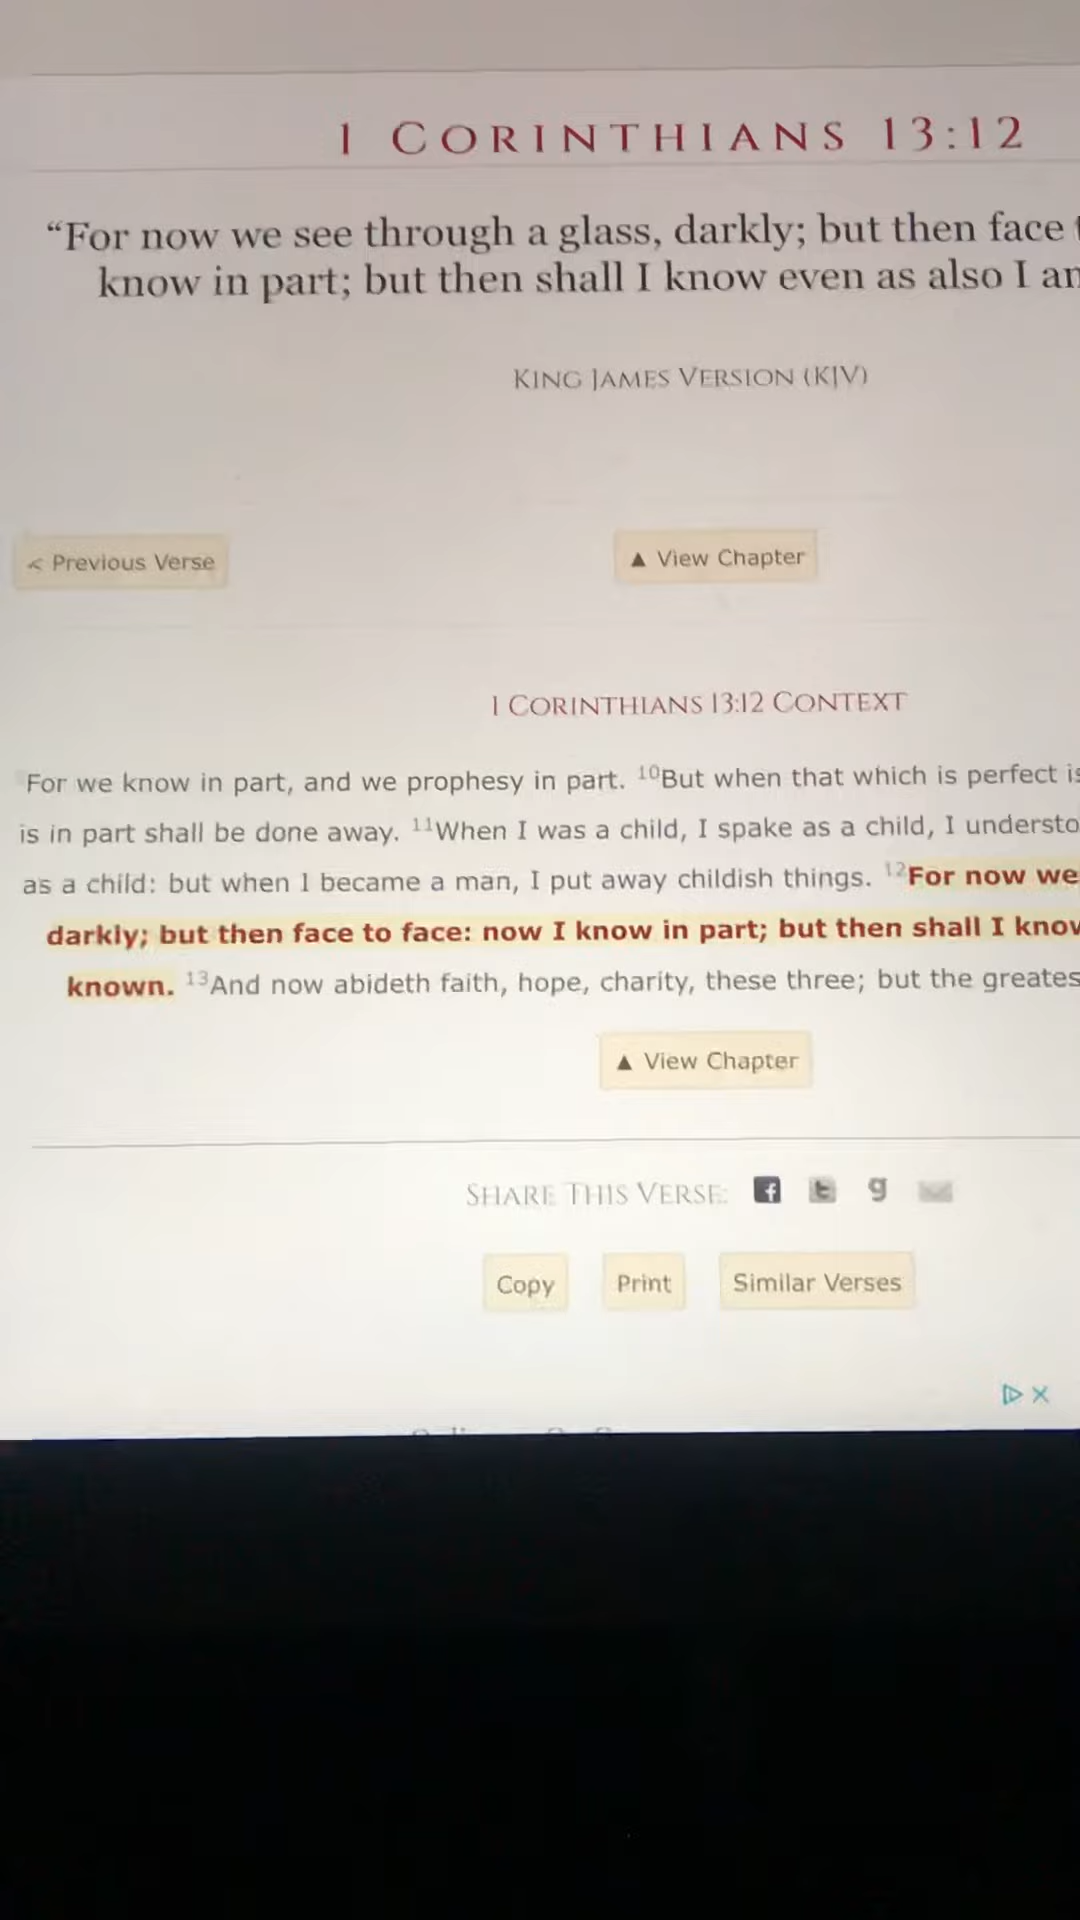 1 CORINTHIANS 13:12
“For now we see through a glass, darkly; but then face
know in part; but then shall I know even as also I
KING JAMES VERSION (KJV)
< Previous Verse
▲ View Chapter
1 CORINTHIANS 13:12 CONTEXT
For we know in part, and we prophesy in part. 10But when that which is perfect
is in part shall be done away. 11When I was a child, I spake as a child, I
as a child: but when I became a man, I put away childish things. 12For now we
darkly; but then face to face: now I know in part; but then shall I
known. 13And now abideth faith, hope, charity, these three; but the
▲ View Chapter
SHARE THIS VERSE:
Copy
Print
Similar Verses